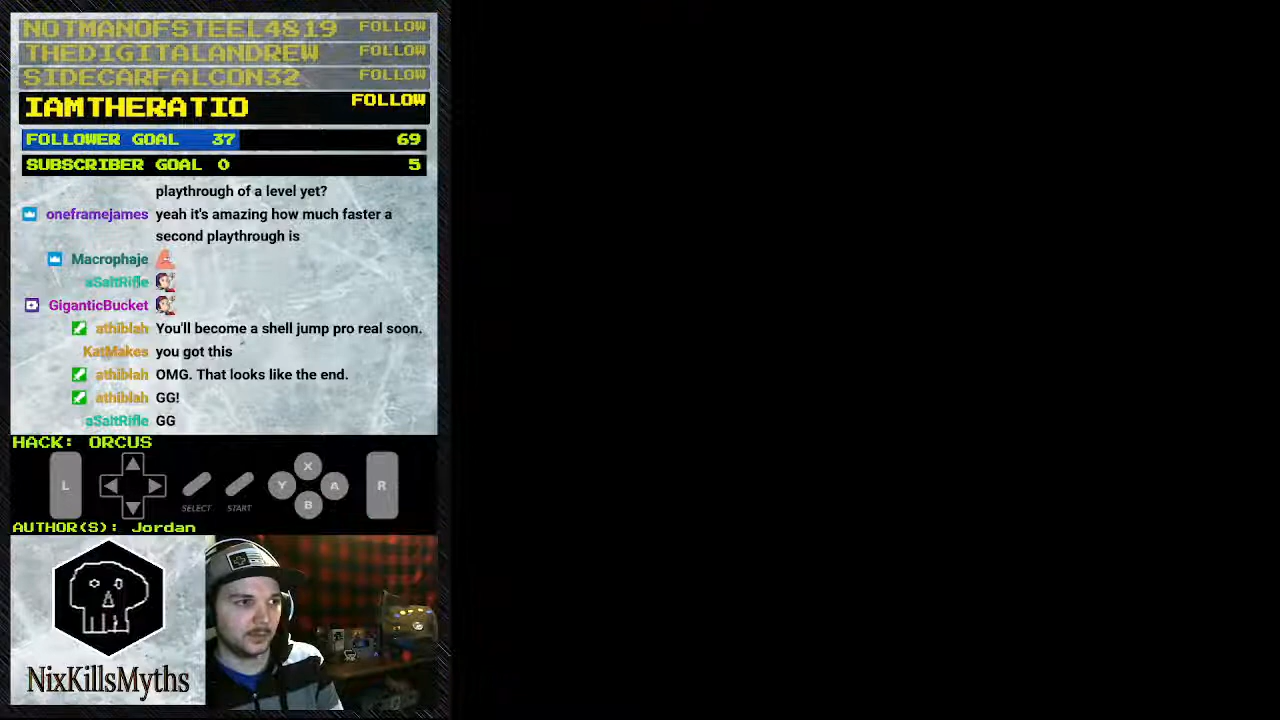 NOTMANOFSTEEL4819 FOLLOW
THEDIGITALANDREW FOLLOW
SIDECARFALCON32 FOLLOW
IAMTHERATIO FOLLOW
FOLLOWER GOAL 37 69
SUBSCRIBER GOAL 0 5
playthrough of a level yet?
oneframejames yeah it's amazing how much faster a
second playthrough is
Macrophaje
aSaltRifle
GiganticBucket
athiblah You'll become a shell jump pro real soon.
KatMakes you got this
athiblah OMG. That looks like the end.
athiblah GG!
aSaltRifle GG
HACK: ORCUS
L SELECT START X Y A B R
AUTHOR(S): Jordan
NixKillsMyths